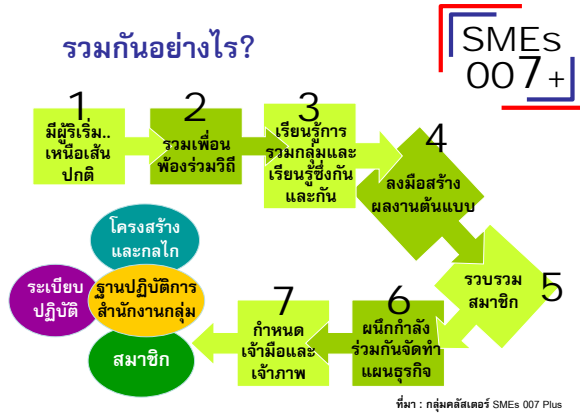 รวมกันอย่างไร?
SMEs
007+
1
มีผู้ริเริ่ม..
เหนือเส้น
ปกติ
2
รวมเพื่อน
พ้องร่วมวิถี
3
เรียนรู้การ
รวมกลุ่มและ
เรียนรู้ซึ่งกัน
และกัน
4
ลงมือสร้าง
ผลงานต้นแบบ
รวบรวม
สมาชิก
5
6
ผนึกกำลัง
ร่วมกันจัดทำ
แผนธุรกิจ
7
กำหนด
เจ้ามือและ
เจ้าภาพ
โครงสร้าง
และกลไก
ระเบียบ
ปฏิบัติ
ฐานปฏิบัติการ
สำนักงานกลุ่ม
สมาชิก
ที่มา : กลุ่มคลัสเตอร์ SMEs 007 Plus